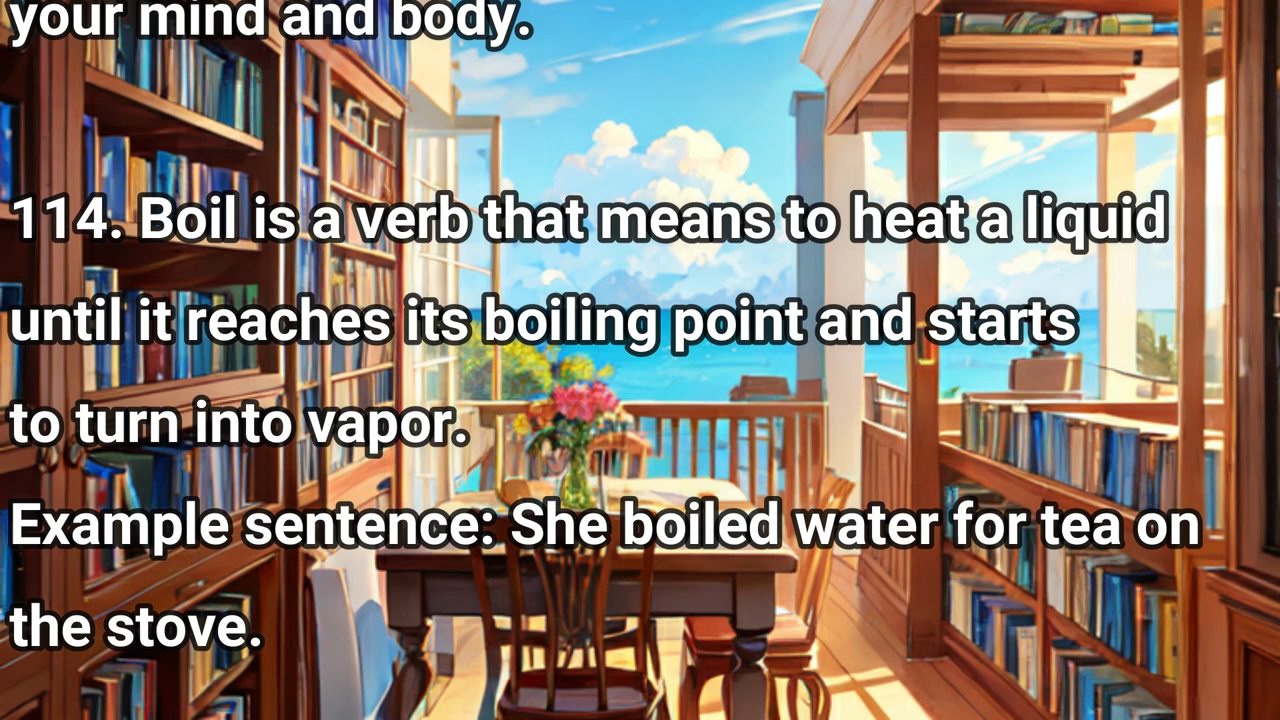 your mind and body.
114. Boil is a verb that means to heat a liquid
until it reaches its boiling point and starts
to turn into vapor.
Example sentence: She boiled water for tea on
the stove.